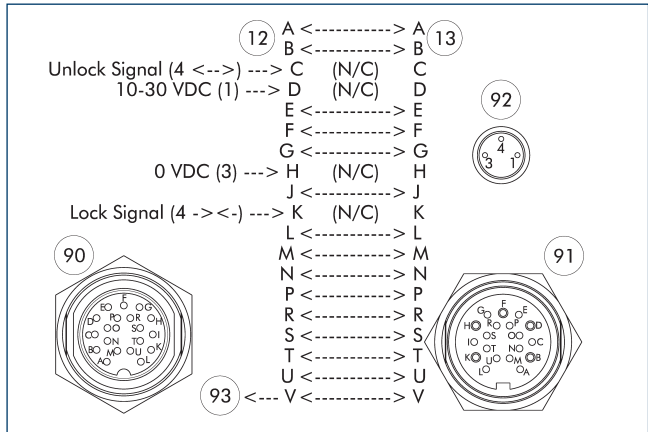 12 A <----------> A 13
B <----------> B
Unlock Signal (4 <-->) ---> C (N/C) C
10-30 VDC (1) ---> D (N/C) D
E <----------> E
F <----------> F
G <----------> G
0 VDC (3) ---> H (N/C) H
J <----------> J
Lock Signal (4 -><-) ---> K (N/C) K
L <----------> L
M <----------> M
N <----------> N
P <----------> P
R <----------> R
S <----------> S
T <----------> T
U <----------> U
93 <--- V <----------> V
92
4
3 1
90
F
E G
D P R H
S
C I
N T
B M U K
A L
91
F
G E
H R P D
S
I C
T N
K U M B
L A